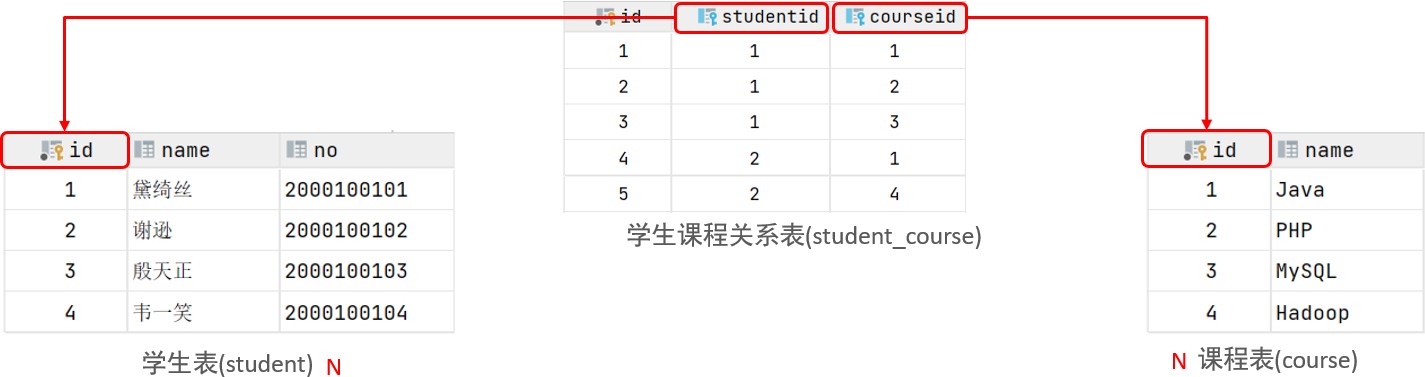 id studentid courseid
1 1 1
2 1 2
3 1 3
4 2 1
5 2 4
学生课程关系表(student_course)
id name no
1 黛绮丝 2000100101
2 谢逊 2000100102
3 殷天正 2000100103
4 韦一笑 2000100104
学生表(student) N
id name
1 Java
2 PHP
3 MySQL
4 Hadoop
N 课程表(course)